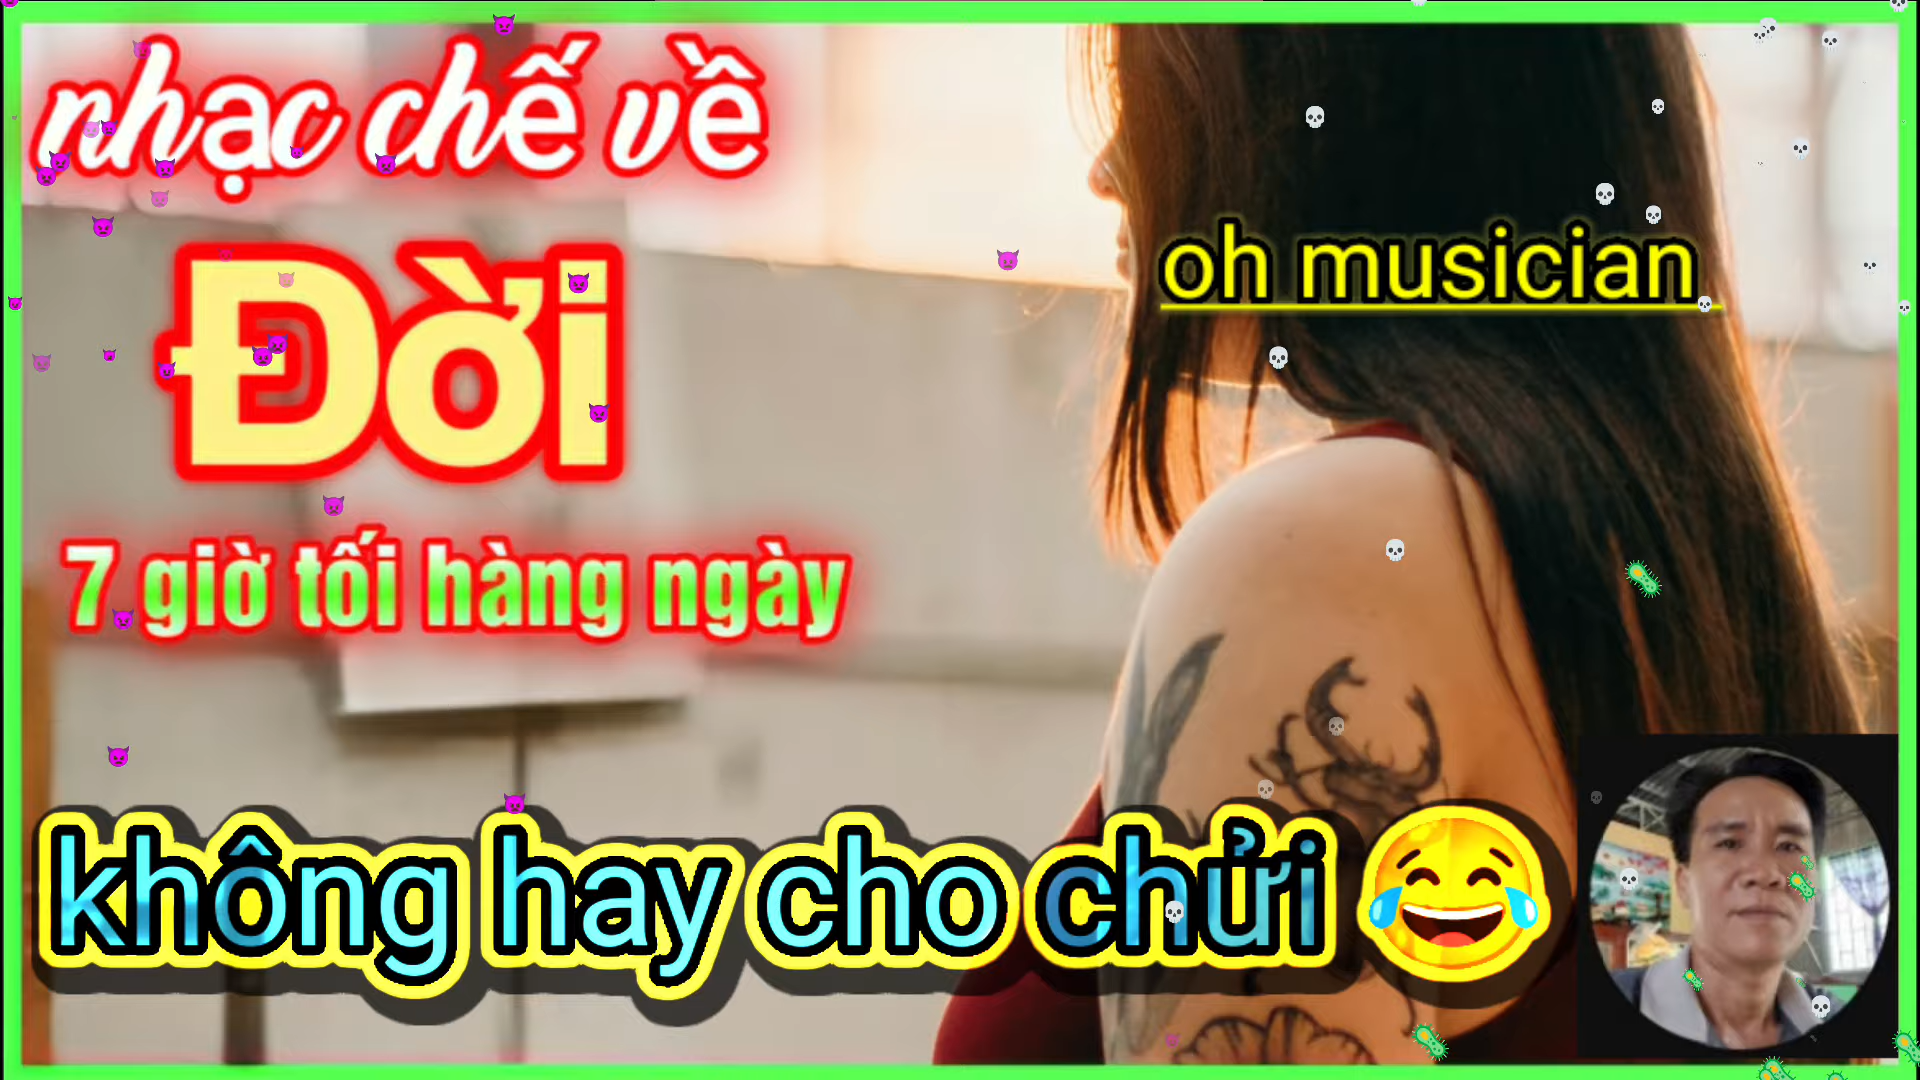 nhạc chế về
Đời
oh musician
7 giờ tối hàng ngày
không hay cho chửi 😂